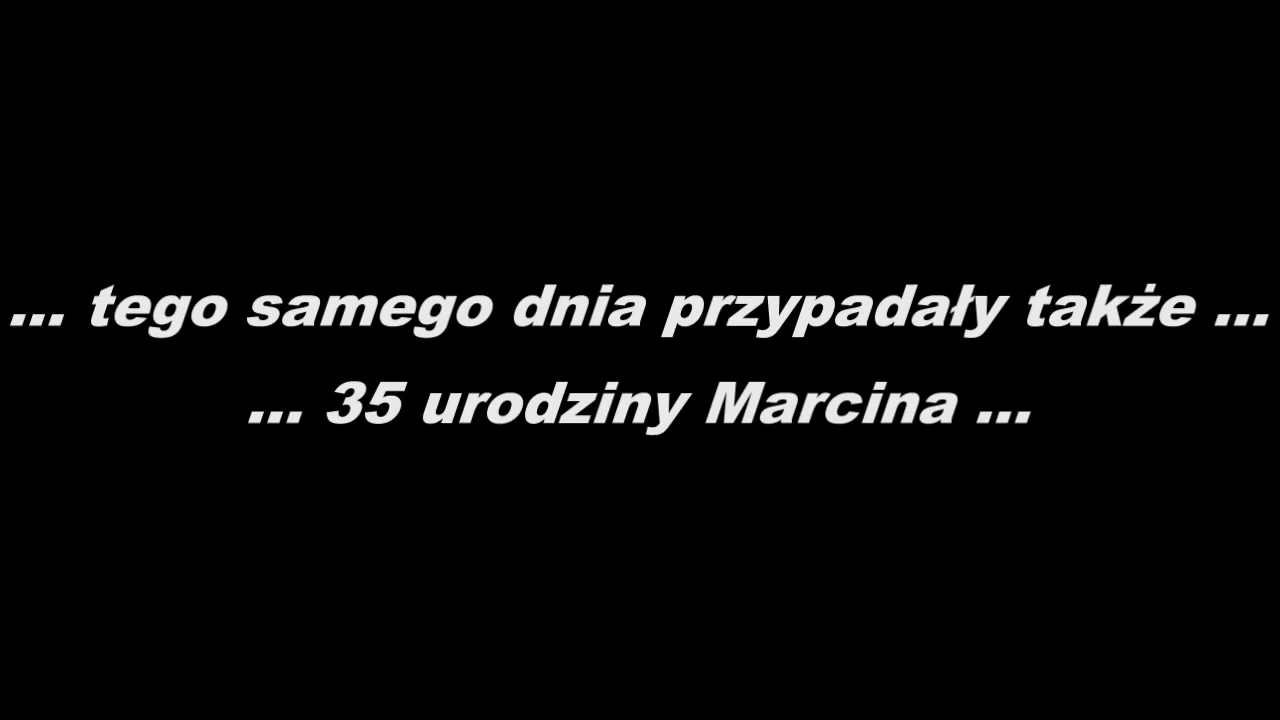 ... tego samego dnia przypadały także ...
... 35 urodziny Marcina ...